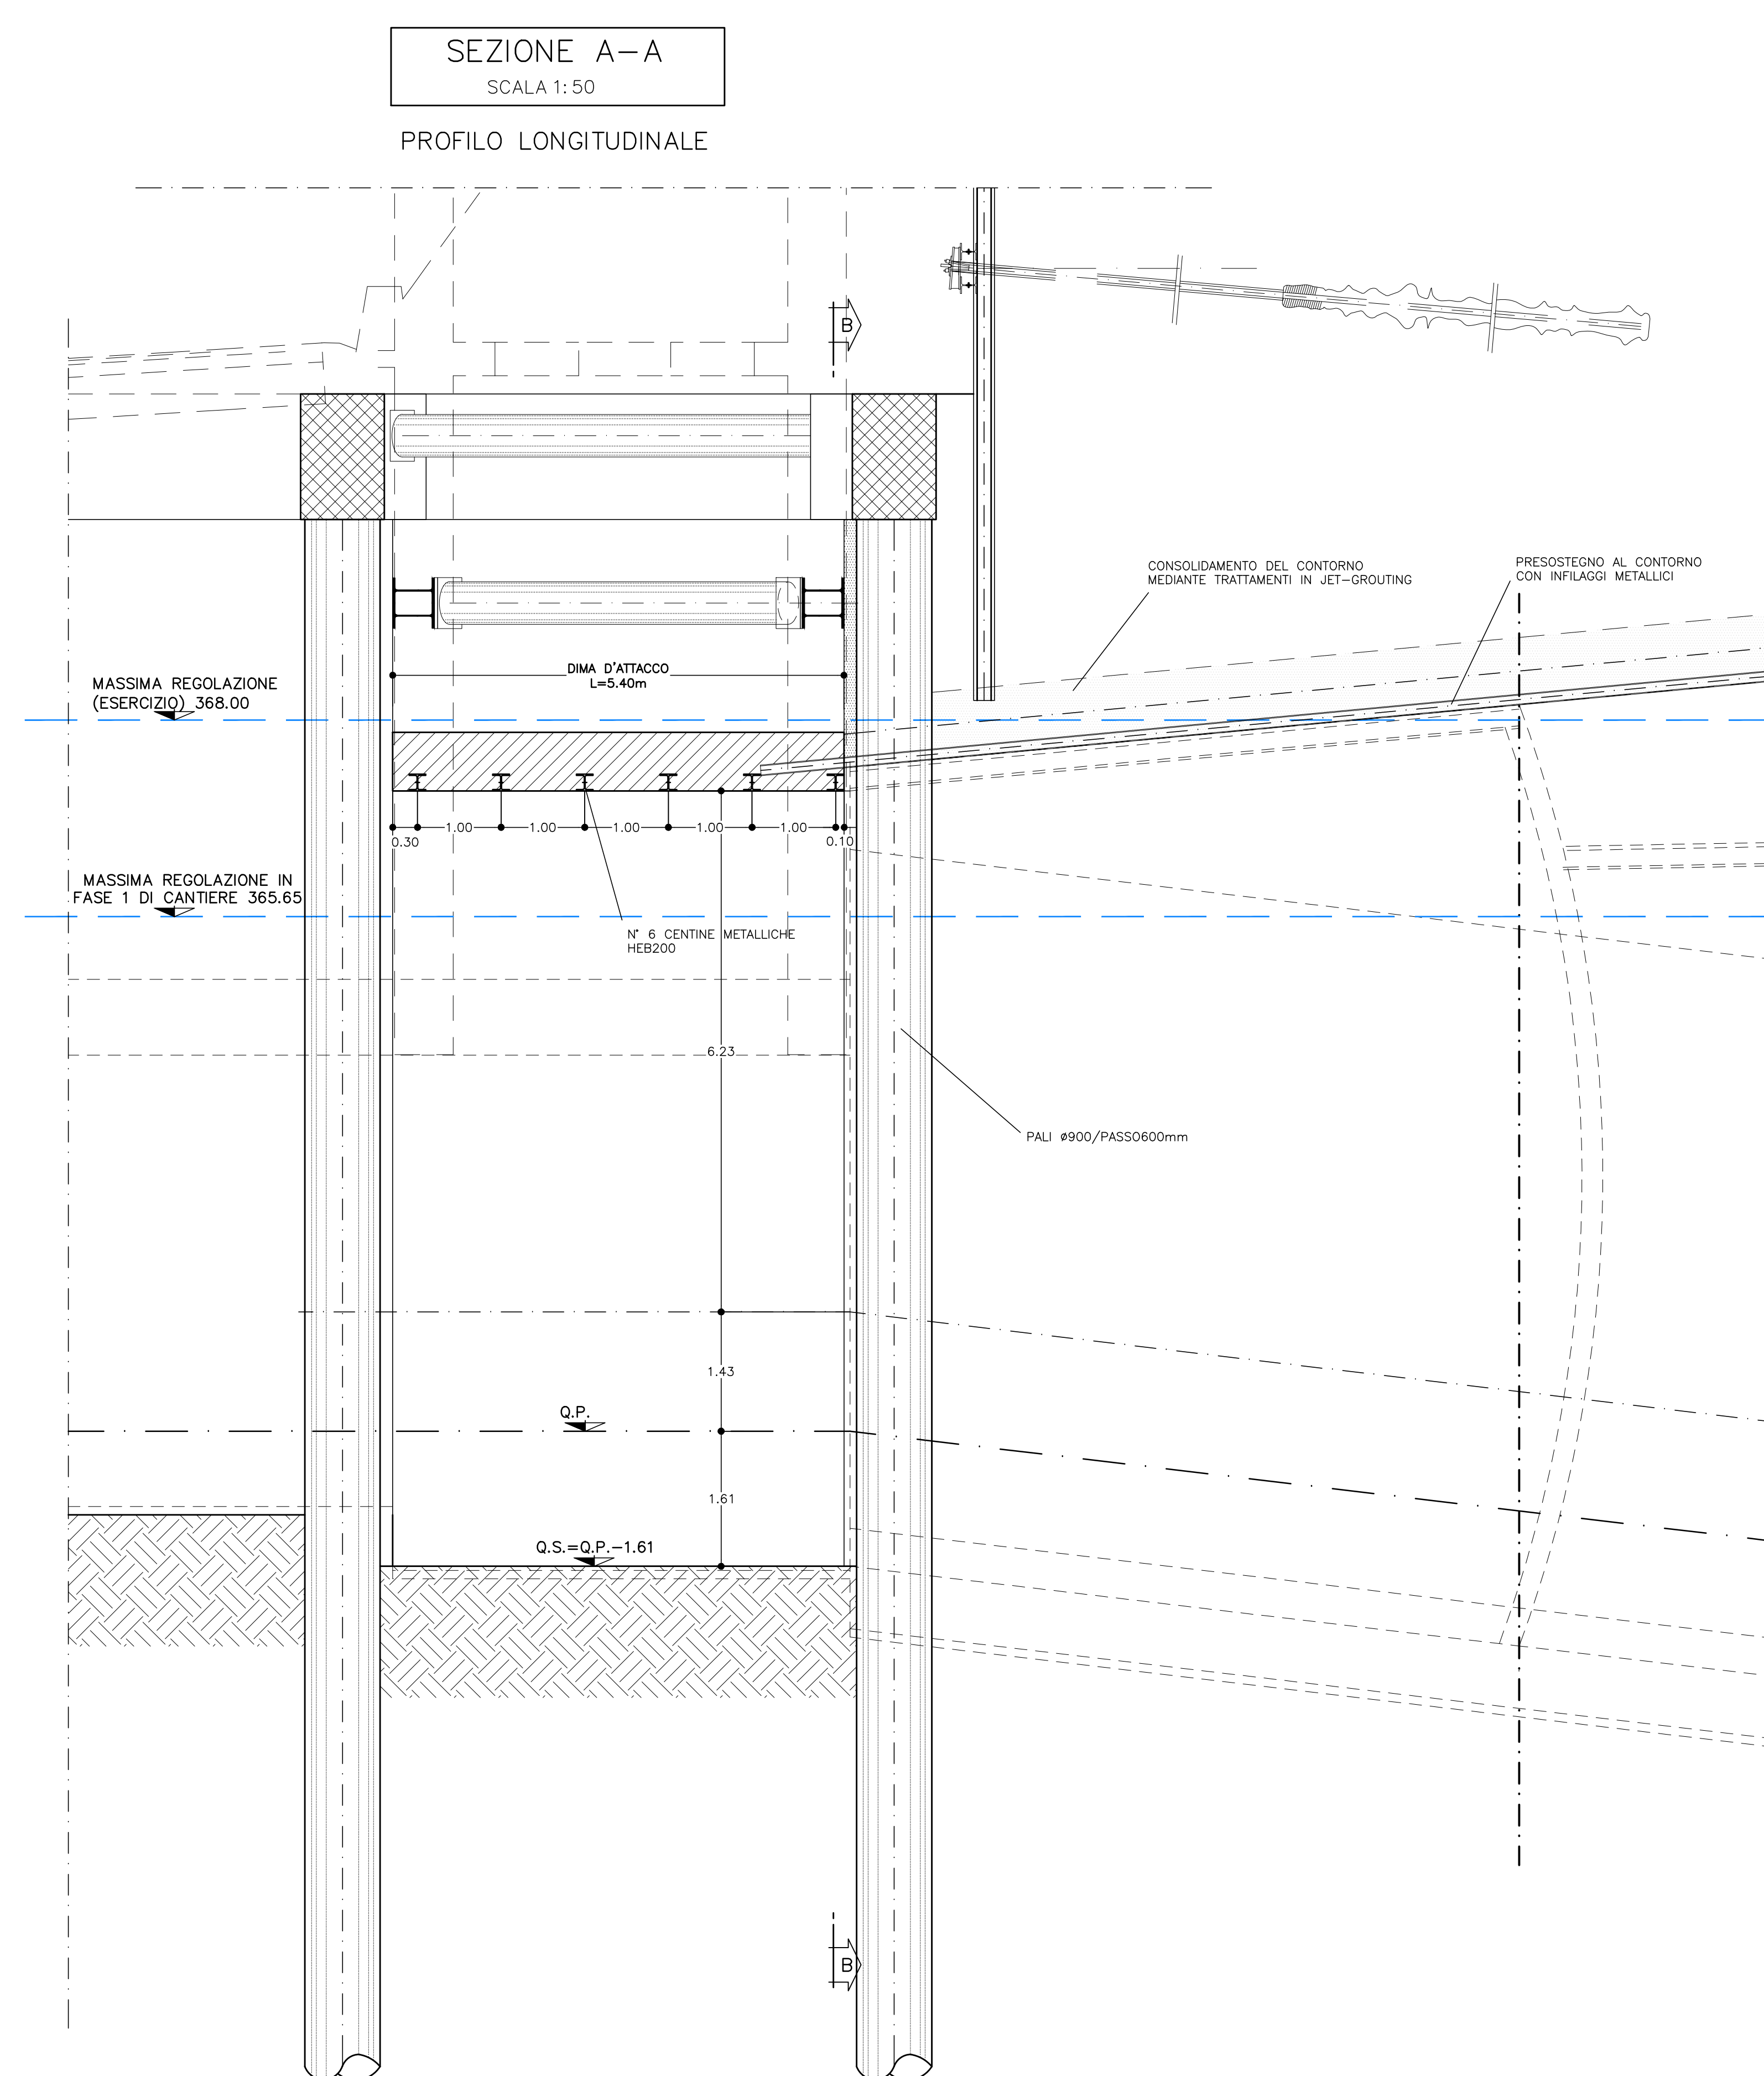 SEZIONE A-A
SCALA 1:50
PROFILO LONGITUDINALE
B
CONSOLIDAMENTO DEL CONTORNO
MEDIANTE TRATTAMENTI IN JET-GROUTING
PRESOSTEGNO AL CONTORNO
CON INFILAGGI METALLICI
DIMA D'ATTACCO
L=5.40m
MASSIMA REGOLAZIONE
(ESERCIZIO) 368.00
1.00 1.00 1.00 1.00 1.00
0.30 0.10
MASSIMA REGOLAZIONE IN
FASE 1 DI CANTIERE 365.65
N° 6 CENTINE METALLICHE
HEB200
6.23
PALI Ø900/PASSO600mm
1.43
Q.P.
1.61
Q.S.=Q.P.-1.61
B